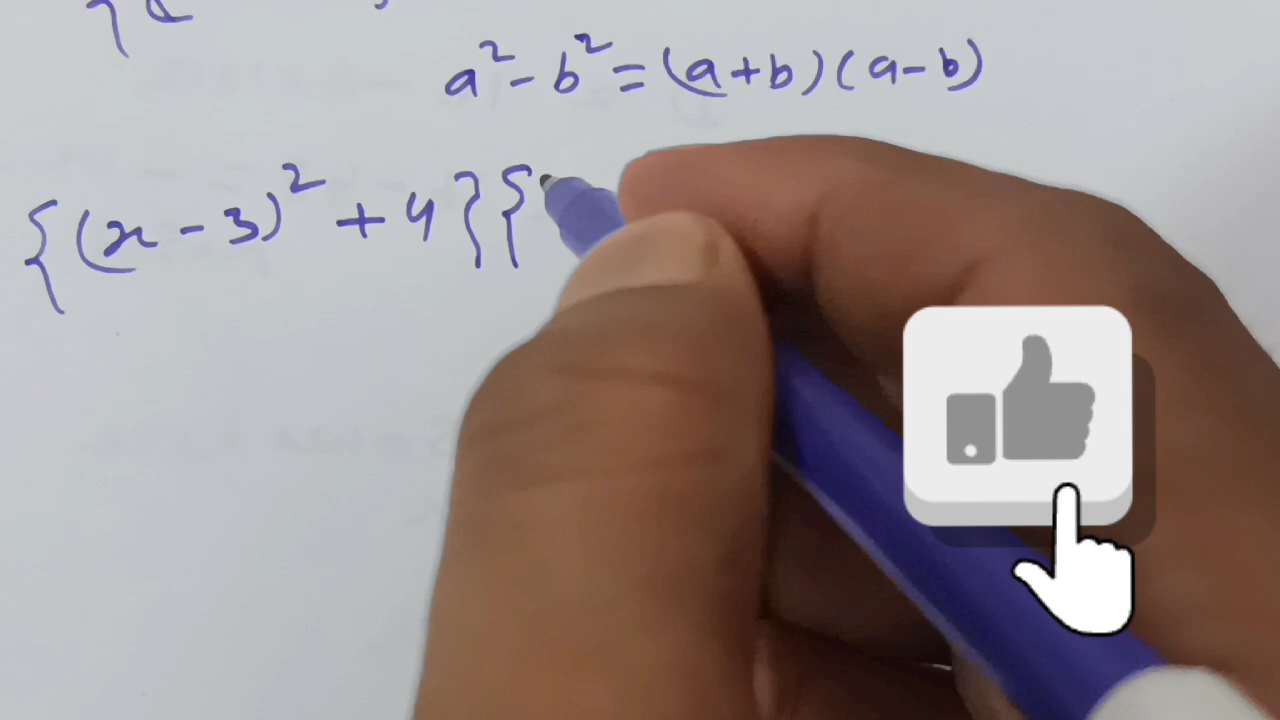 a² - b² = (a + b) (a - b)
{(x - 3)² + 4} {